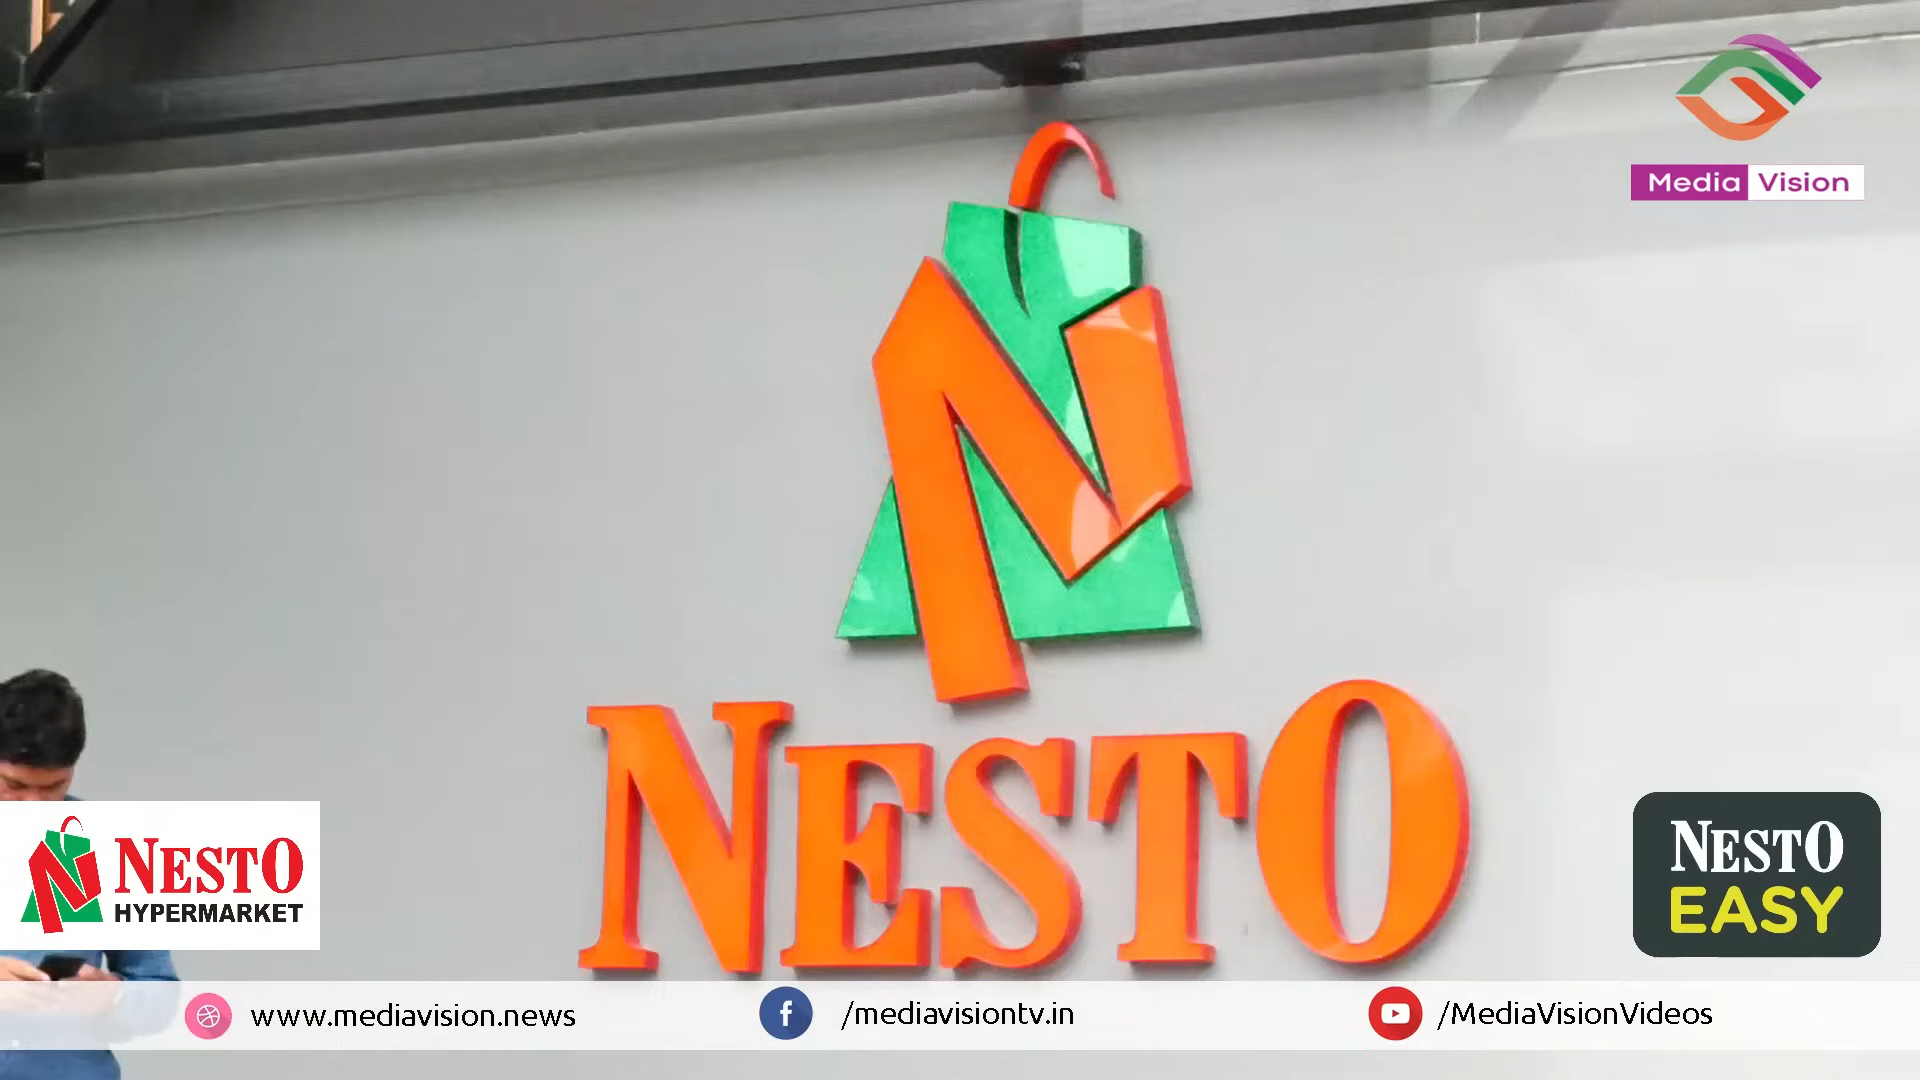 Media Vision
NESTO
NESTO
HYPERMARKET
NESTO
EASY
www.mediavision.news
/mediavisiontv.in
/MediaVisionVideos